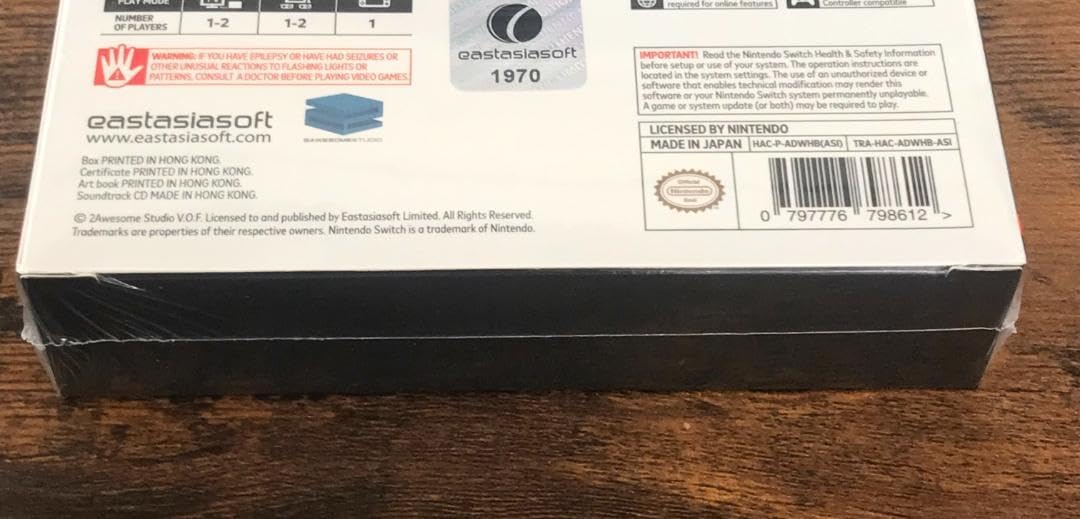 PLAY MODE
NUMBER
OF PLAYERS
1-2
1-2
1
WARNING: IF YOU HAVE EPILEPSY OR HAVE HAD SEIZURES OR
OTHER UNUSUAL REACTIONS TO FLASHING LIGHTS OR
PATTERNS, CONSULT A DOCTOR BEFORE PLAYING VIDEO GAMES.
eastasiasoft
www.eastasiasoft.com
2AWESOMESTUDIO
Box PRINTED IN HONG KONG.
Certificate PRINTED IN HONG KONG.
Art book PRINTED IN HONG KONG.
Soundtrack CD MADE IN HONG KONG.
© 2Awesome Studio V.O.F. Licensed to and published by Eastasiasoft Limited. All Rights Reserved.
Trademarks are properties of their respective owners. Nintendo Switch is a trademark of Nintendo.
eastasiasoft
1970
required for online features
Controller compatible
IMPORTANT! Read the Nintendo Switch Health & Safety Information
before setup or use of your system. The operation instructions are
located in the system settings. The use of an unauthorized device or
software that enables technical modification may render this
software or your Nintendo Switch system permanently unplayable.
A game or system update (or both) may be required to play.
LICENSED BY NINTENDO
MADE IN JAPAN HAC-P-ADWHB(ASI) TRA-HAC-ADWHB-ASI
Official
Nintendo
Seal
0 797776 798612 >